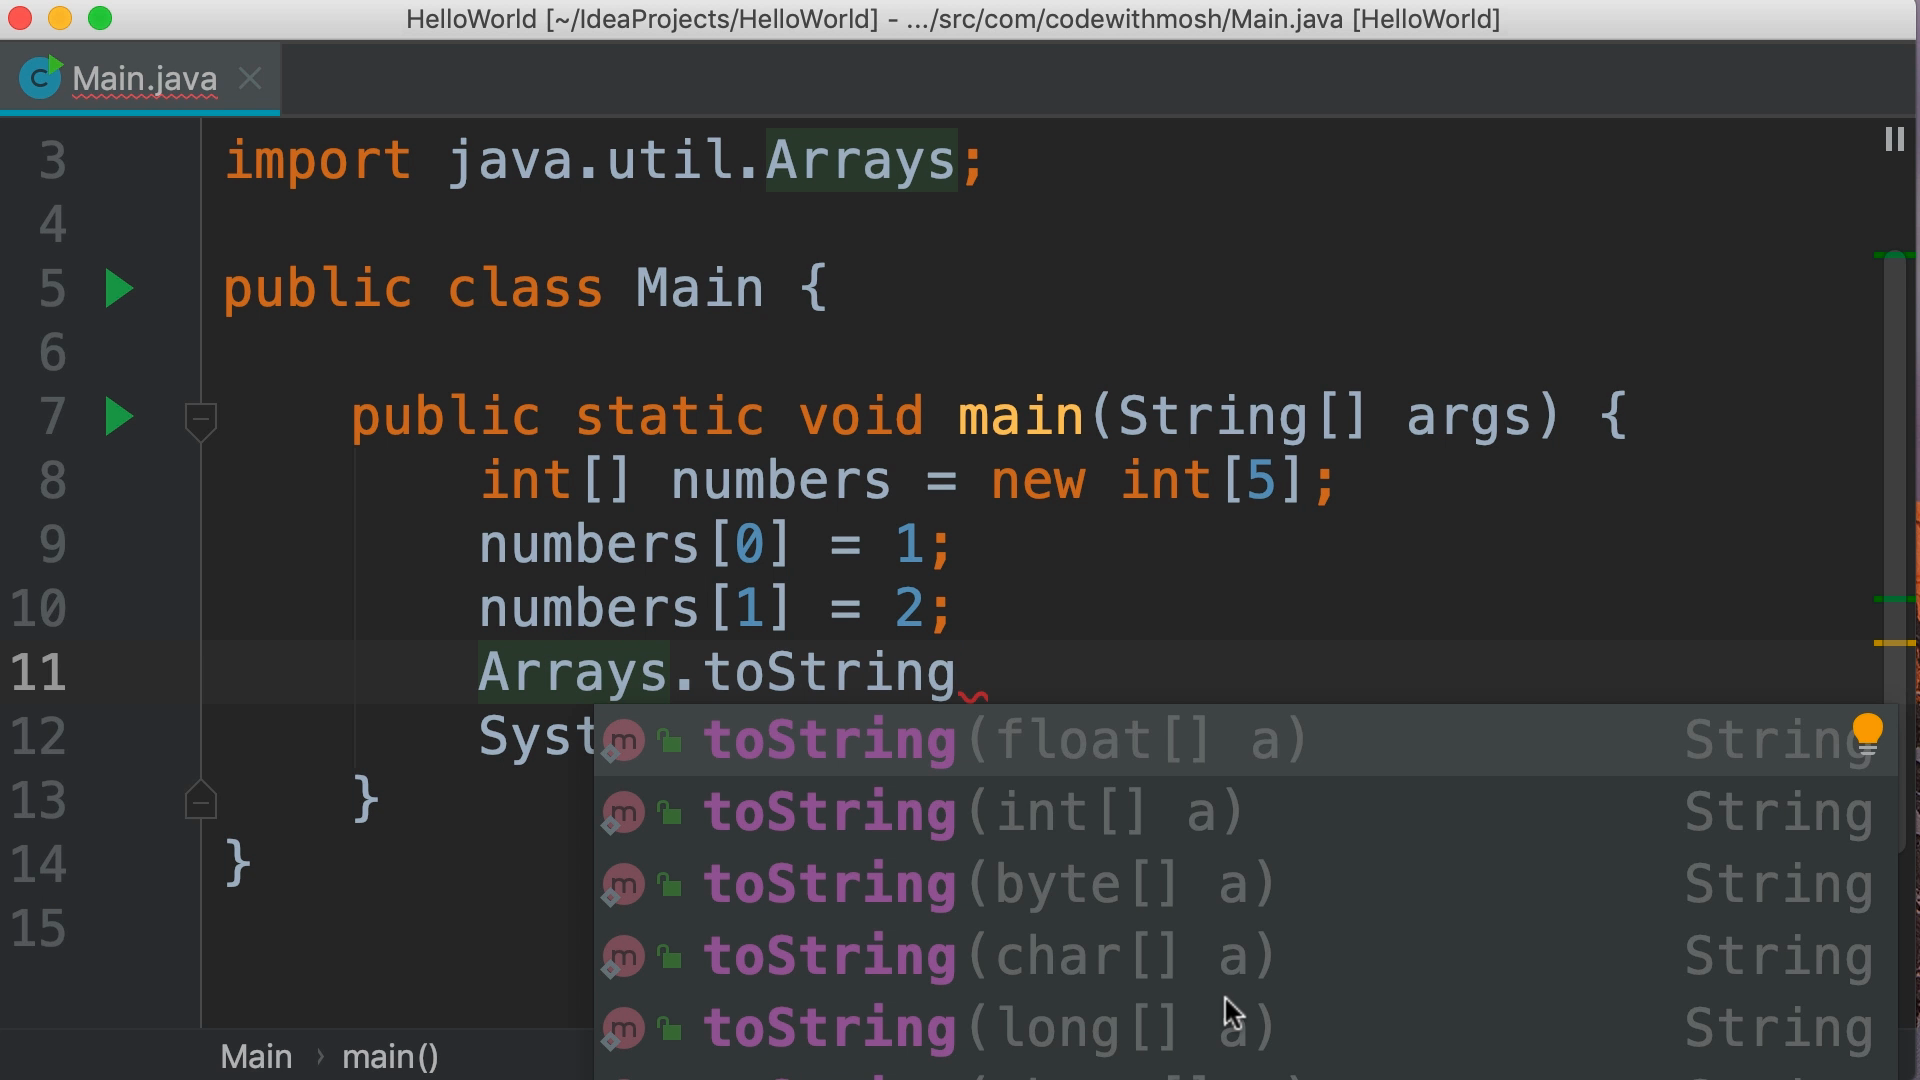 HelloWorld [~/IdeaProjects/HelloWorld] - .../src/com/codewithmosh/Main.java [HelloWorld]
Main.java
3 import java.util.Arrays;
4
5 public class Main {
6
7 public static void main(String[] args) {
8 int[] numbers = new int[5];
9 numbers[0] = 1;
10 numbers[1] = 2;
11 Arrays.toString
12 Syst
toString(float[] a) String
13 }
toString(int[] a) String
14 }
toString(byte[] a) String
15
toString(char[] a) String
toString(long[] a) String
Main › main()